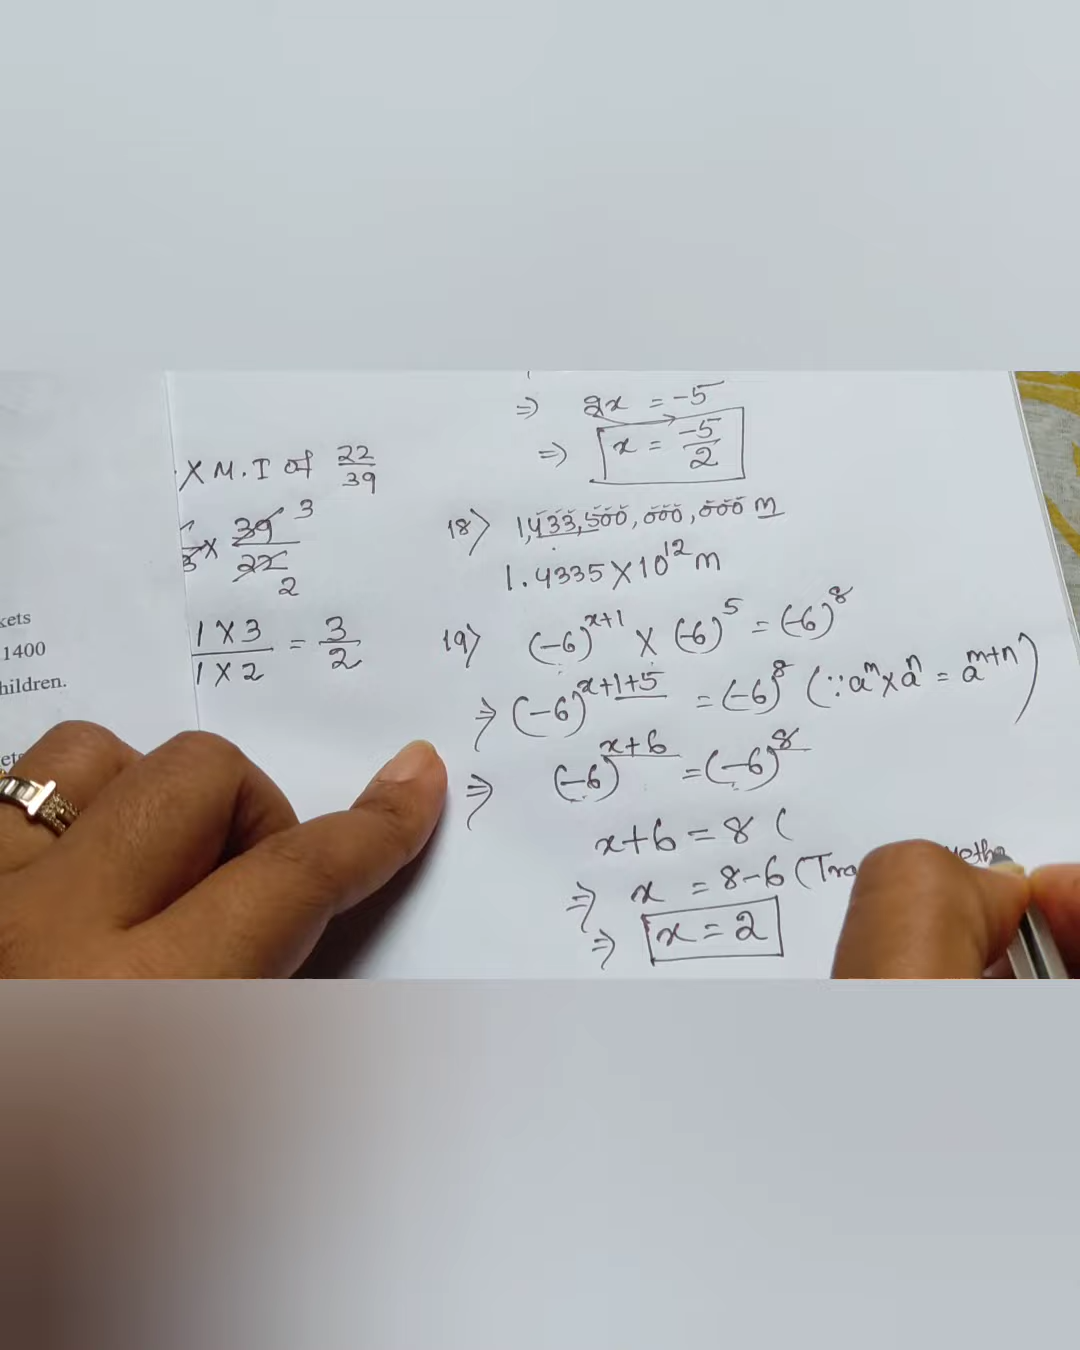 kets
1400
hildren.
× M.I of 22/39
× 39/22 3 2
1×3/1×2 = 3/2
⇒ 2x = -5
⇒ x = -5/2
18) 1,433,500,000,000 m
1.4335 × 10^12 m
19) (-6)^x+1 × (-6)^5 = (-6)^8
⇒ (-6)^x+1+5 = (-6)^8 (∵ a^m × a^n = a^m+n)
⇒ (-6)^x+6 = (-6)^8
x+6 = 8 (
⇒ x = 8-6 (Tra
⇒ x = 2